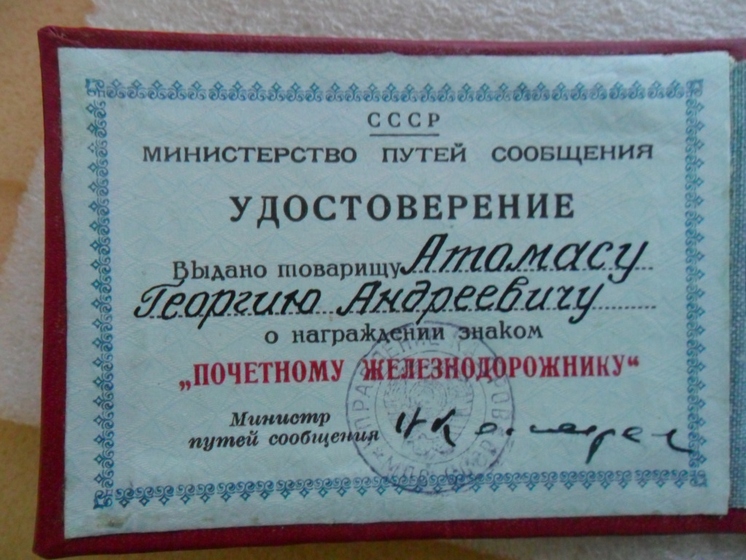 СССР
МИНИСТЕРСТВО ПУТЕЙ СООБЩЕНИЯ
УДОСТОВЕРЕНИЕ
Выдано товарищу Атомасу
Георгию Андреевичу
о награждении знаком
„ПОЧЕТНОМУ ЖЕЛЕЗНОДОРОЖНИКУ“
Министр
путей сообщения